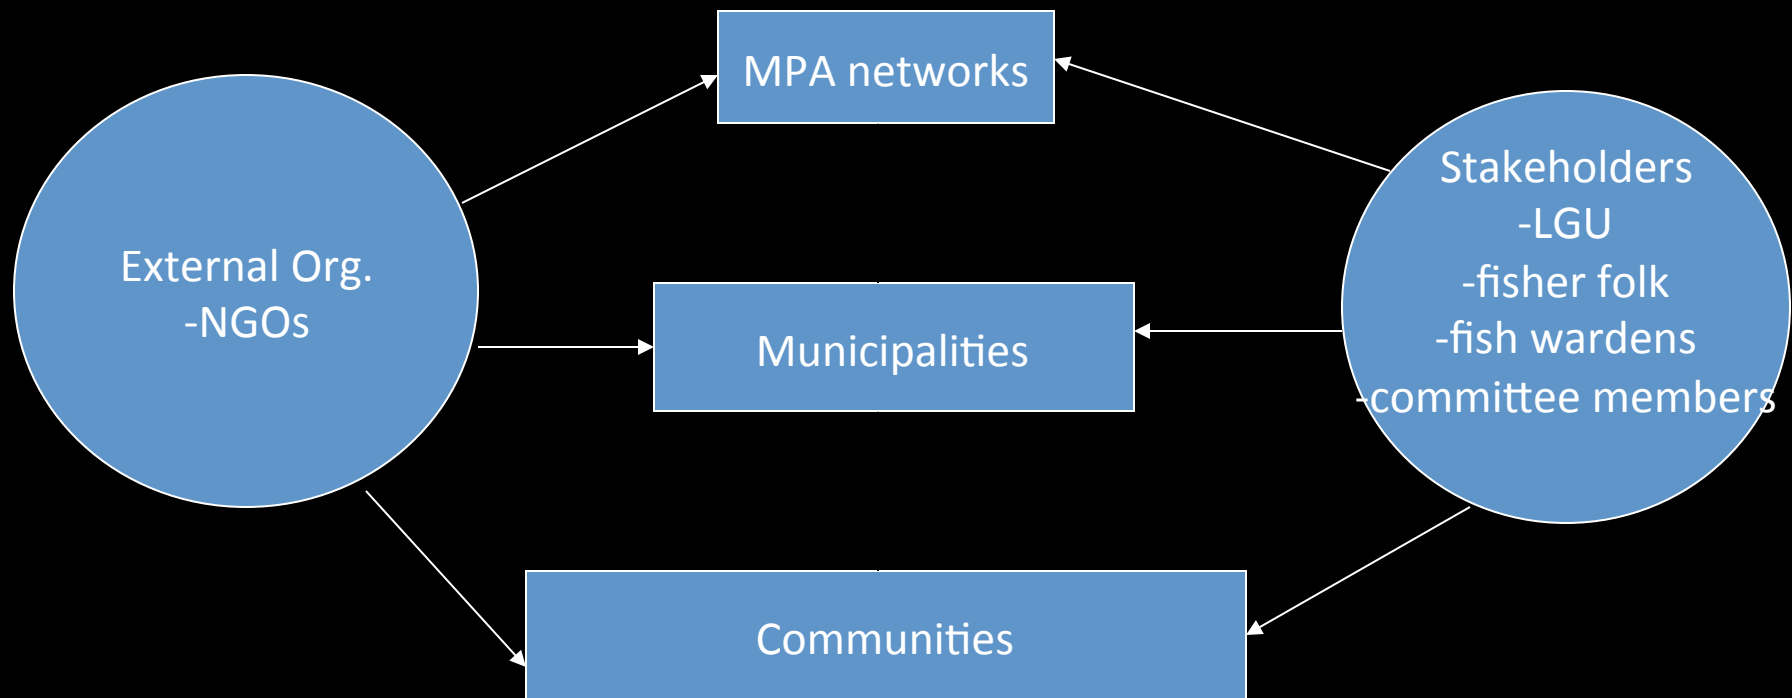 MPA networks
External Org.
-NGOs
Stakeholders
-LGU
-fisher folk
-fish wardens
-committee members
Municipalities
Communities